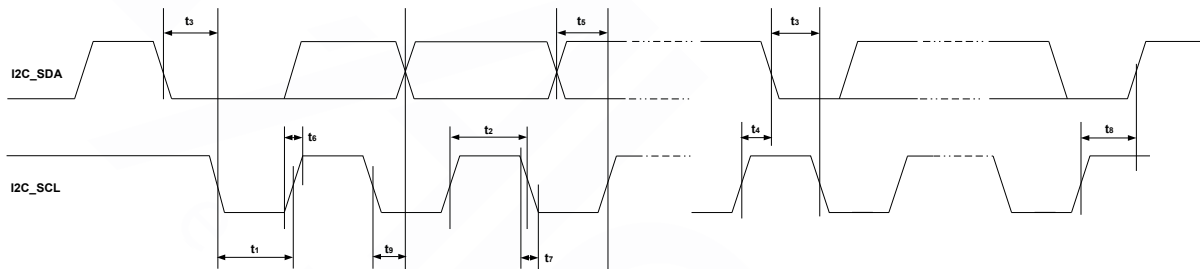 t3 t5 t3
I2C_SDA
t6 t2 t4 t8
I2C_SCL
t1 t9 t7